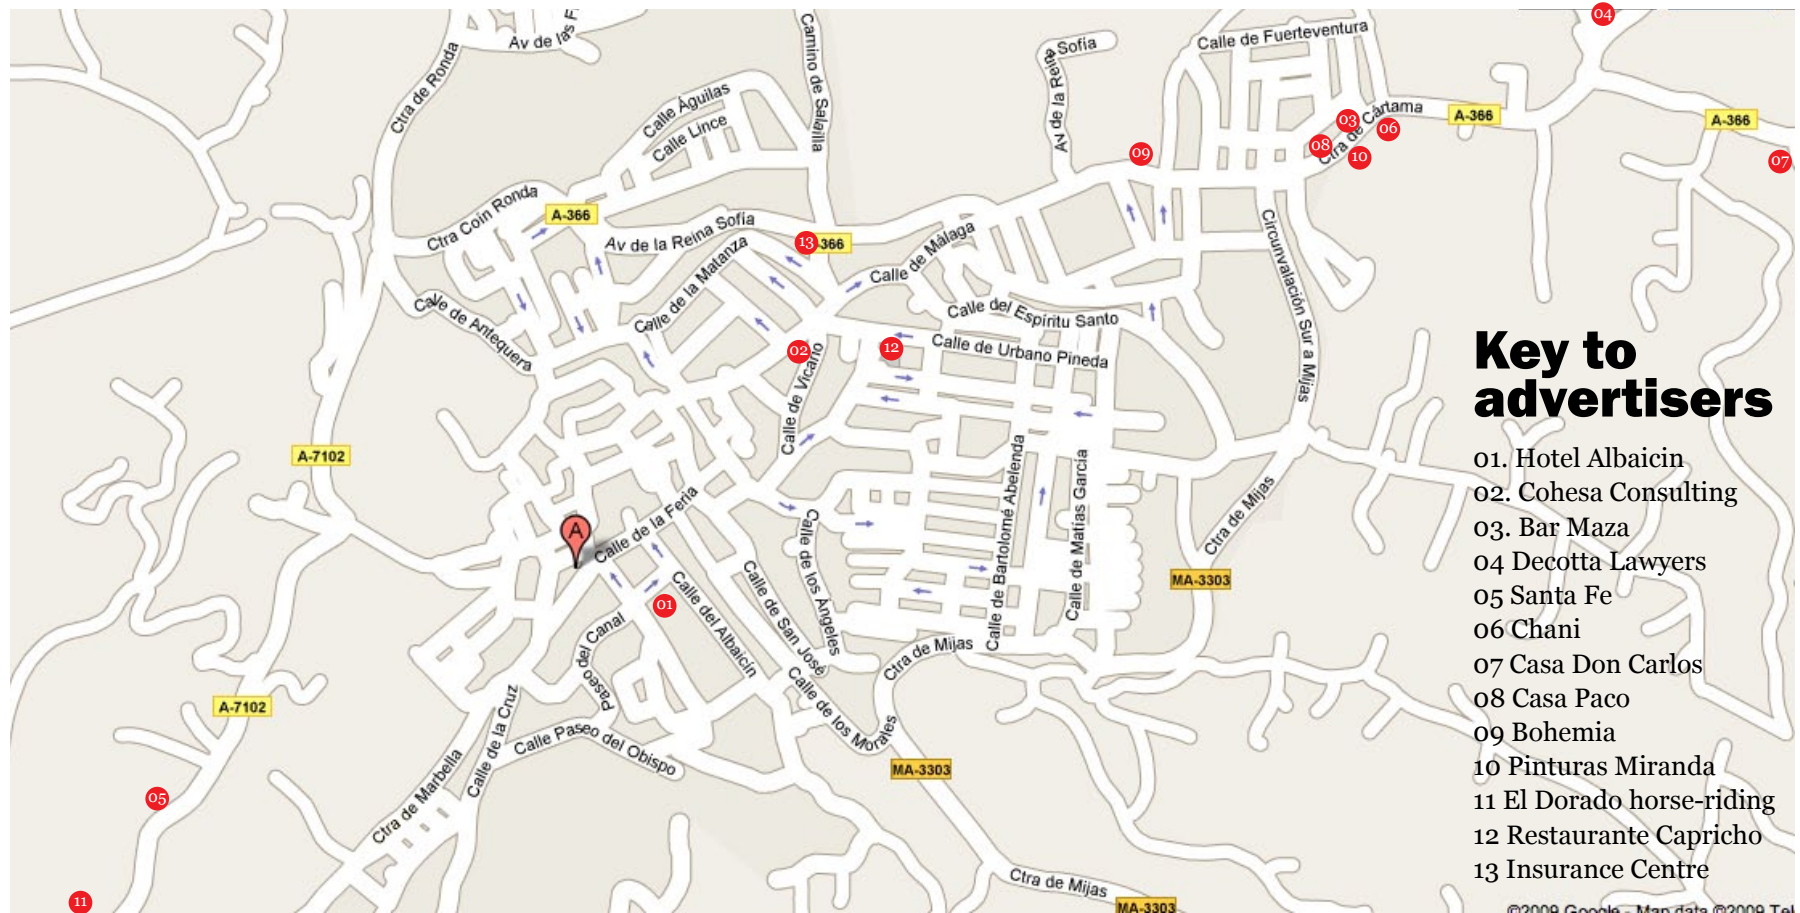 04
Av de las F
Camino de Salailla
Calle de Fuerteventura
Ctra de Ronda
Av de la Reina Sofía
Calle Águilas
Calle Lince
A-366
A-366
Ctra de Cártama
03
06
08
10
09
07
Ctra Coin Ronda
A-366
Av de la Reina Sofía
13
366
Calle de Málaga
Calle de la Matanza
Circunvalación Sur a Mijas
Calle de Antequera
Calle del Espíritu Santo
Calle de Urbano Pineda
02
12
Calle de Vicario
A-7102
Calle de Bartolomé Abelenda
Calle de Matías García
Ctra de Mijas
MA-3303
A
Calle de la Feria
Calle de los Ángeles
Calle de San José
Calle del Albaicín
01
Paseo del Canal
Ctra de Mijas
Calle de los Morales
A-7102
Calle de la Cruz
Calle Paseo del Obispo
MA-3303
Ctra de Marbella
05
11
Ctra de Mijas
MA-3303
Key to
advertisers
01. Hotel Albaicin
02. Cohesa Consulting
03. Bar Maza
04 Decotta Lawyers
05 Santa Fe
06 Chani
07 Casa Don Carlos
08 Casa Paco
09 Bohemia
10 Pinturas Miranda
11 El Dorado horse-riding
12 Restaurante Capricho
13 Insurance Centre
©2009 Google - Map data ©2009 Tel